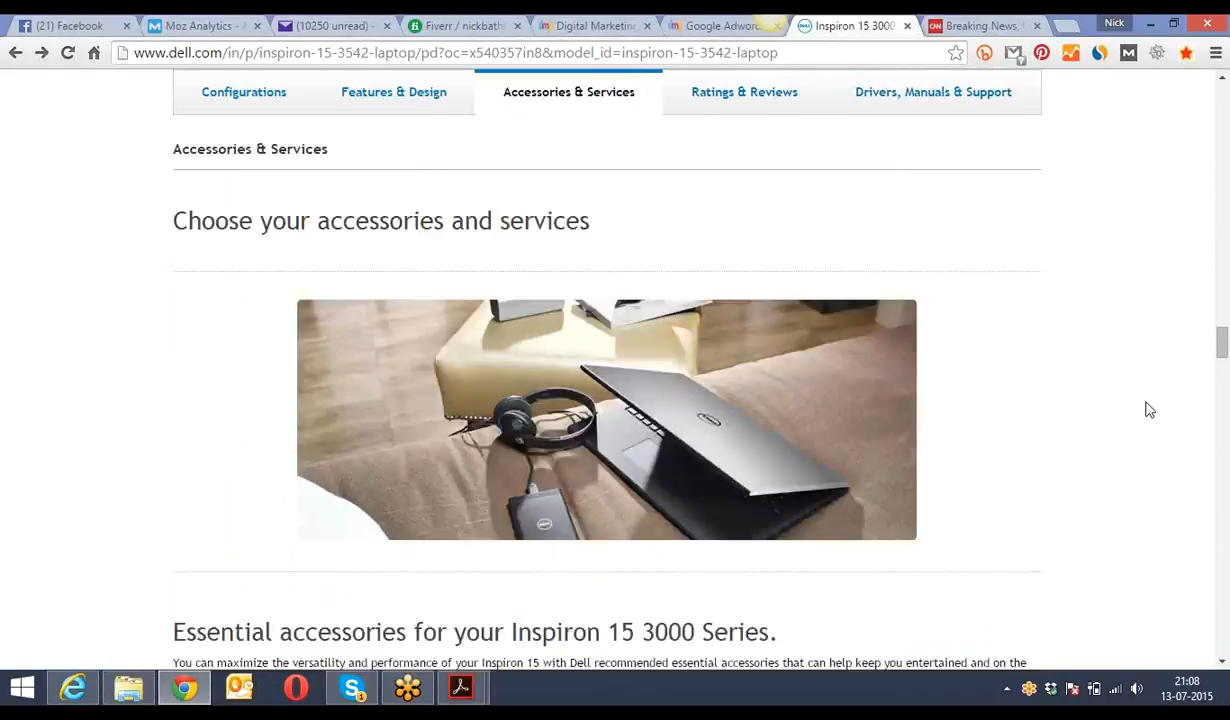 (21) Facebook
Moz Analytics - A
(10250 unread) -
Fiverr / nickbath
Digital Marketing
Google Adword
Inspiron 15 3000
Breaking News,
Nick
www.dell.com/in/p/inspiron-15-3542-laptop/pd?oc=x540357in8&model_id=inspiron-15-3542-laptop
Configurations
Features & Design
Accessories & Services
Ratings & Reviews
Drivers, Manuals & Support
Accessories & Services
Choose your accessories and services
Essential accessories for your Inspiron 15 3000 Series.
You can maximize the versatility and performance of your Inspiron 15 with Dell recommended essential accessories that can help keep you entertained and on the
21:08
13-07-2015